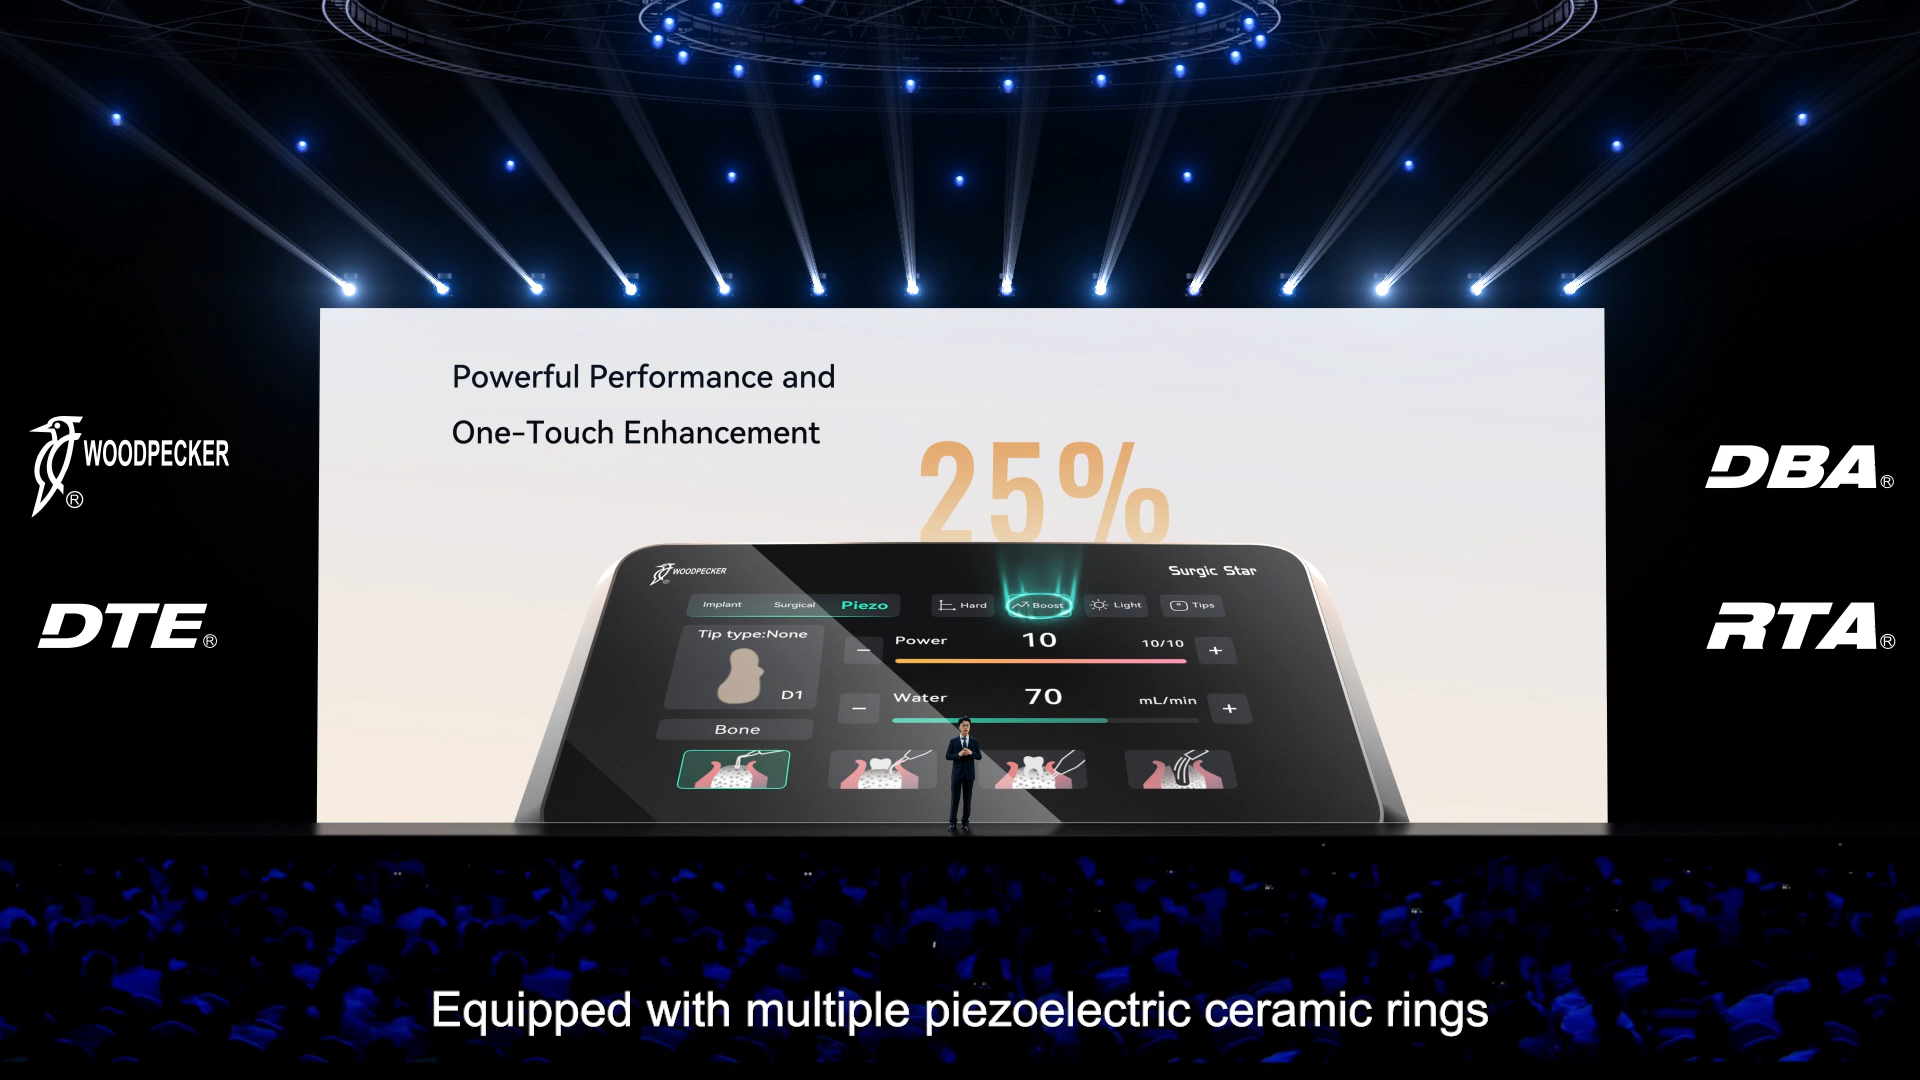 Powerful Performance and
One-Touch Enhancement
25%
WOODPECKER
®
DTE®
DBA®
RTA®
WOODPECKER
®
Surgic Star
Implant Surgical Piezo
Hard Boost Light Tips
Tip type:None
D1
Bone
− Power 10 10/10 +
− Water 70 mL/min +
Equipped with multiple piezoelectric ceramic rings